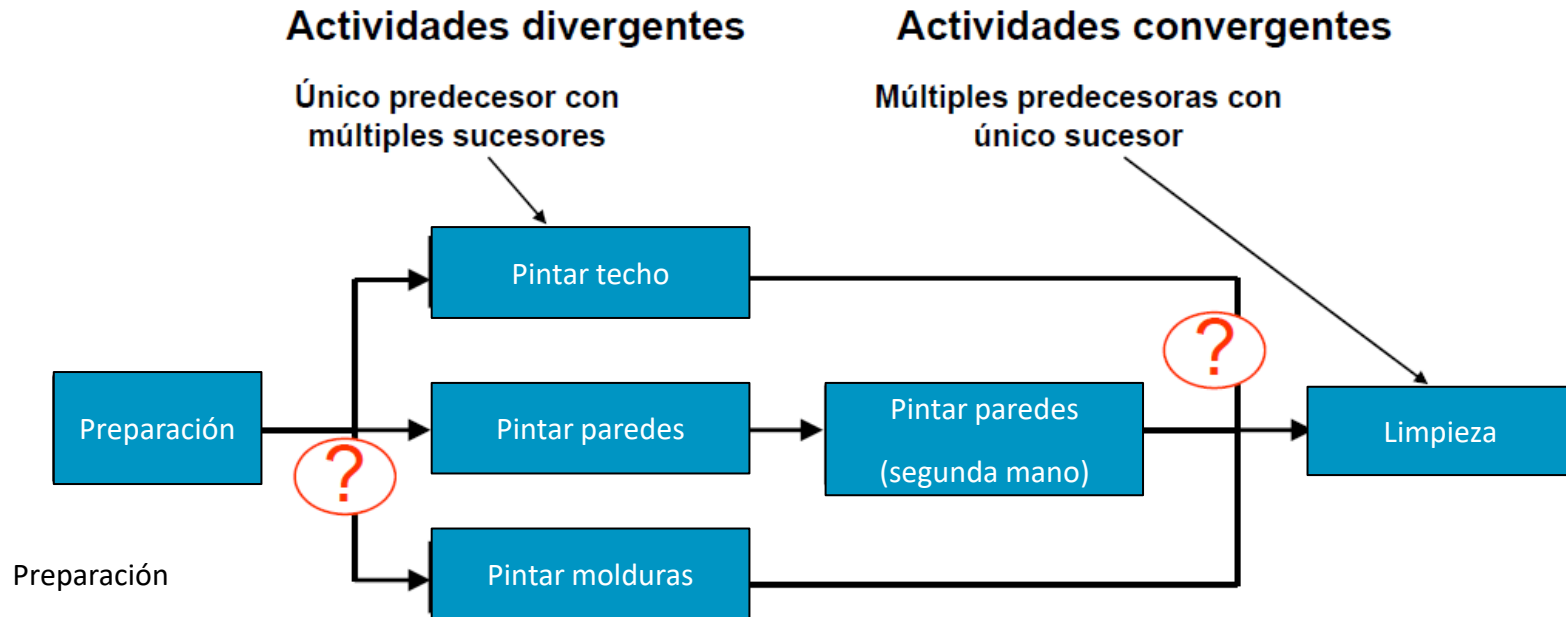 Actividades divergentes
Actividades convergentes
Único predecesor con
múltiples sucesores
Múltiples predecesoras con
único sucesor
Pintar techo
?
Preparación
Pintar paredes
Pintar paredes
(segunda mano)
Limpieza
?
Preparación
Pintar molduras